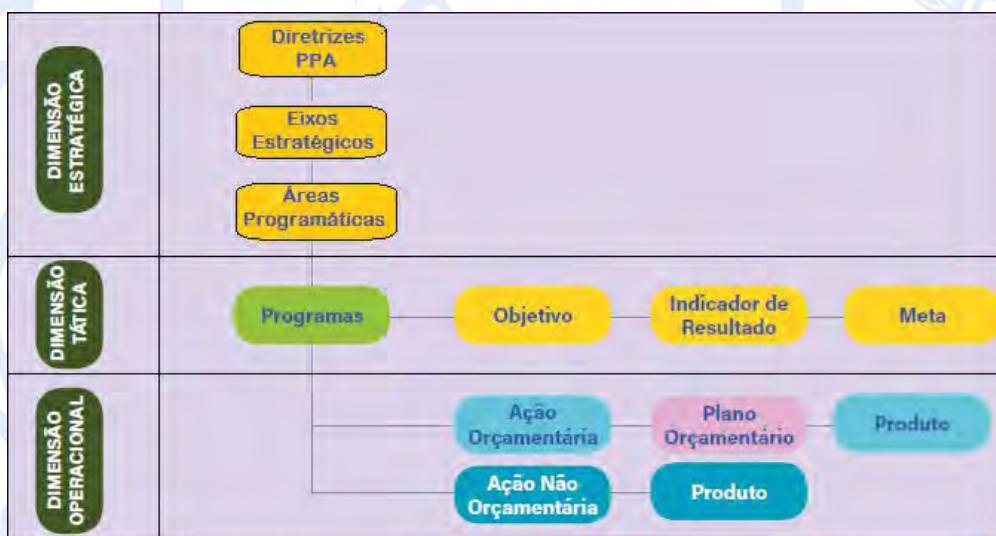 DIMENSÃO
ESTRATÉGICA
Diretrizes
PPA
Eixos
Estratégicos
Áreas
Programáticas
DIMENSÃO
TÁTICA
Programas
Objetivo
Indicador de
Resultado
Meta
DIMENSÃO
OPERACIONAL
Ação
Orçamentária
Plano
Orçamentário
Produto
Ação Não
Orçamentária
Produto